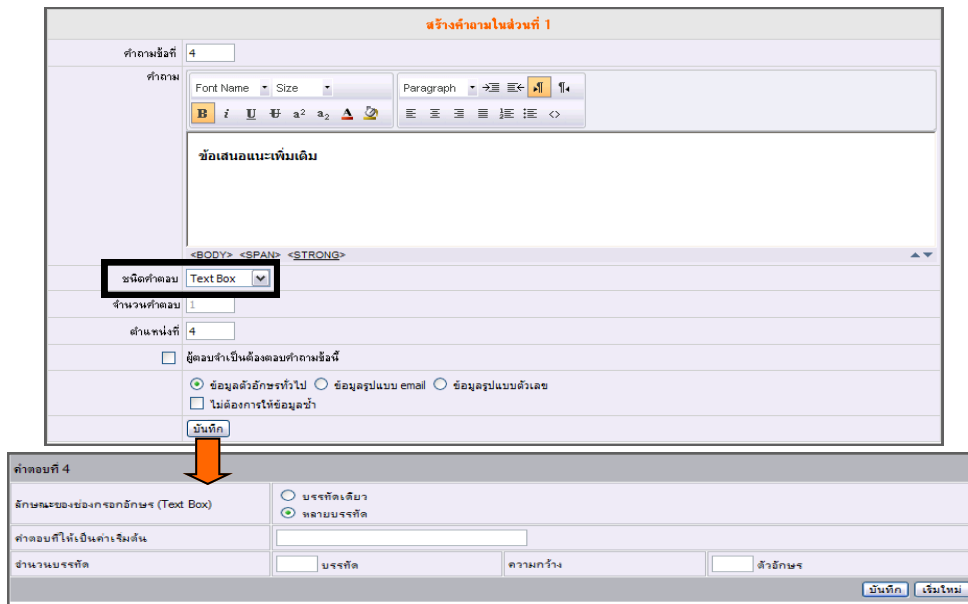 สร้างคำถามในส่วนที่ 1
คำถามข้อที่ 4
คำถาม
Font Name Size Paragraph
B i U a² a₂ A
ข้อเสนอแนะเพิ่มเติม
<BODY> <SPAN> <STRONG>
ชนิดคำตอบ Text Box
จำนวนคำตอบ 1
ตำแหน่งที่ 4
ผู้ตอบจำเป็นต้องตอบคำถามข้อนี้
ข้อมูลตัวอักษรทั่วไป ข้อมูลรูปแบบ email ข้อมูลรูปแบบตัวเลข
ไม่ต้องการให้ข้อมูลซ้ำ
บันทึก
คำตอบที่ 4
ลักษณะของช่องกรอกอักษร (Text Box)
บรรทัดเดียว
หลายบรรทัด
คำตอบที่ให้เป็นค่าเริ่มต้น
จำนวนบรรทัด บรรทัด ความกว้าง ตัวอักษร
บันทึก เริ่มใหม่